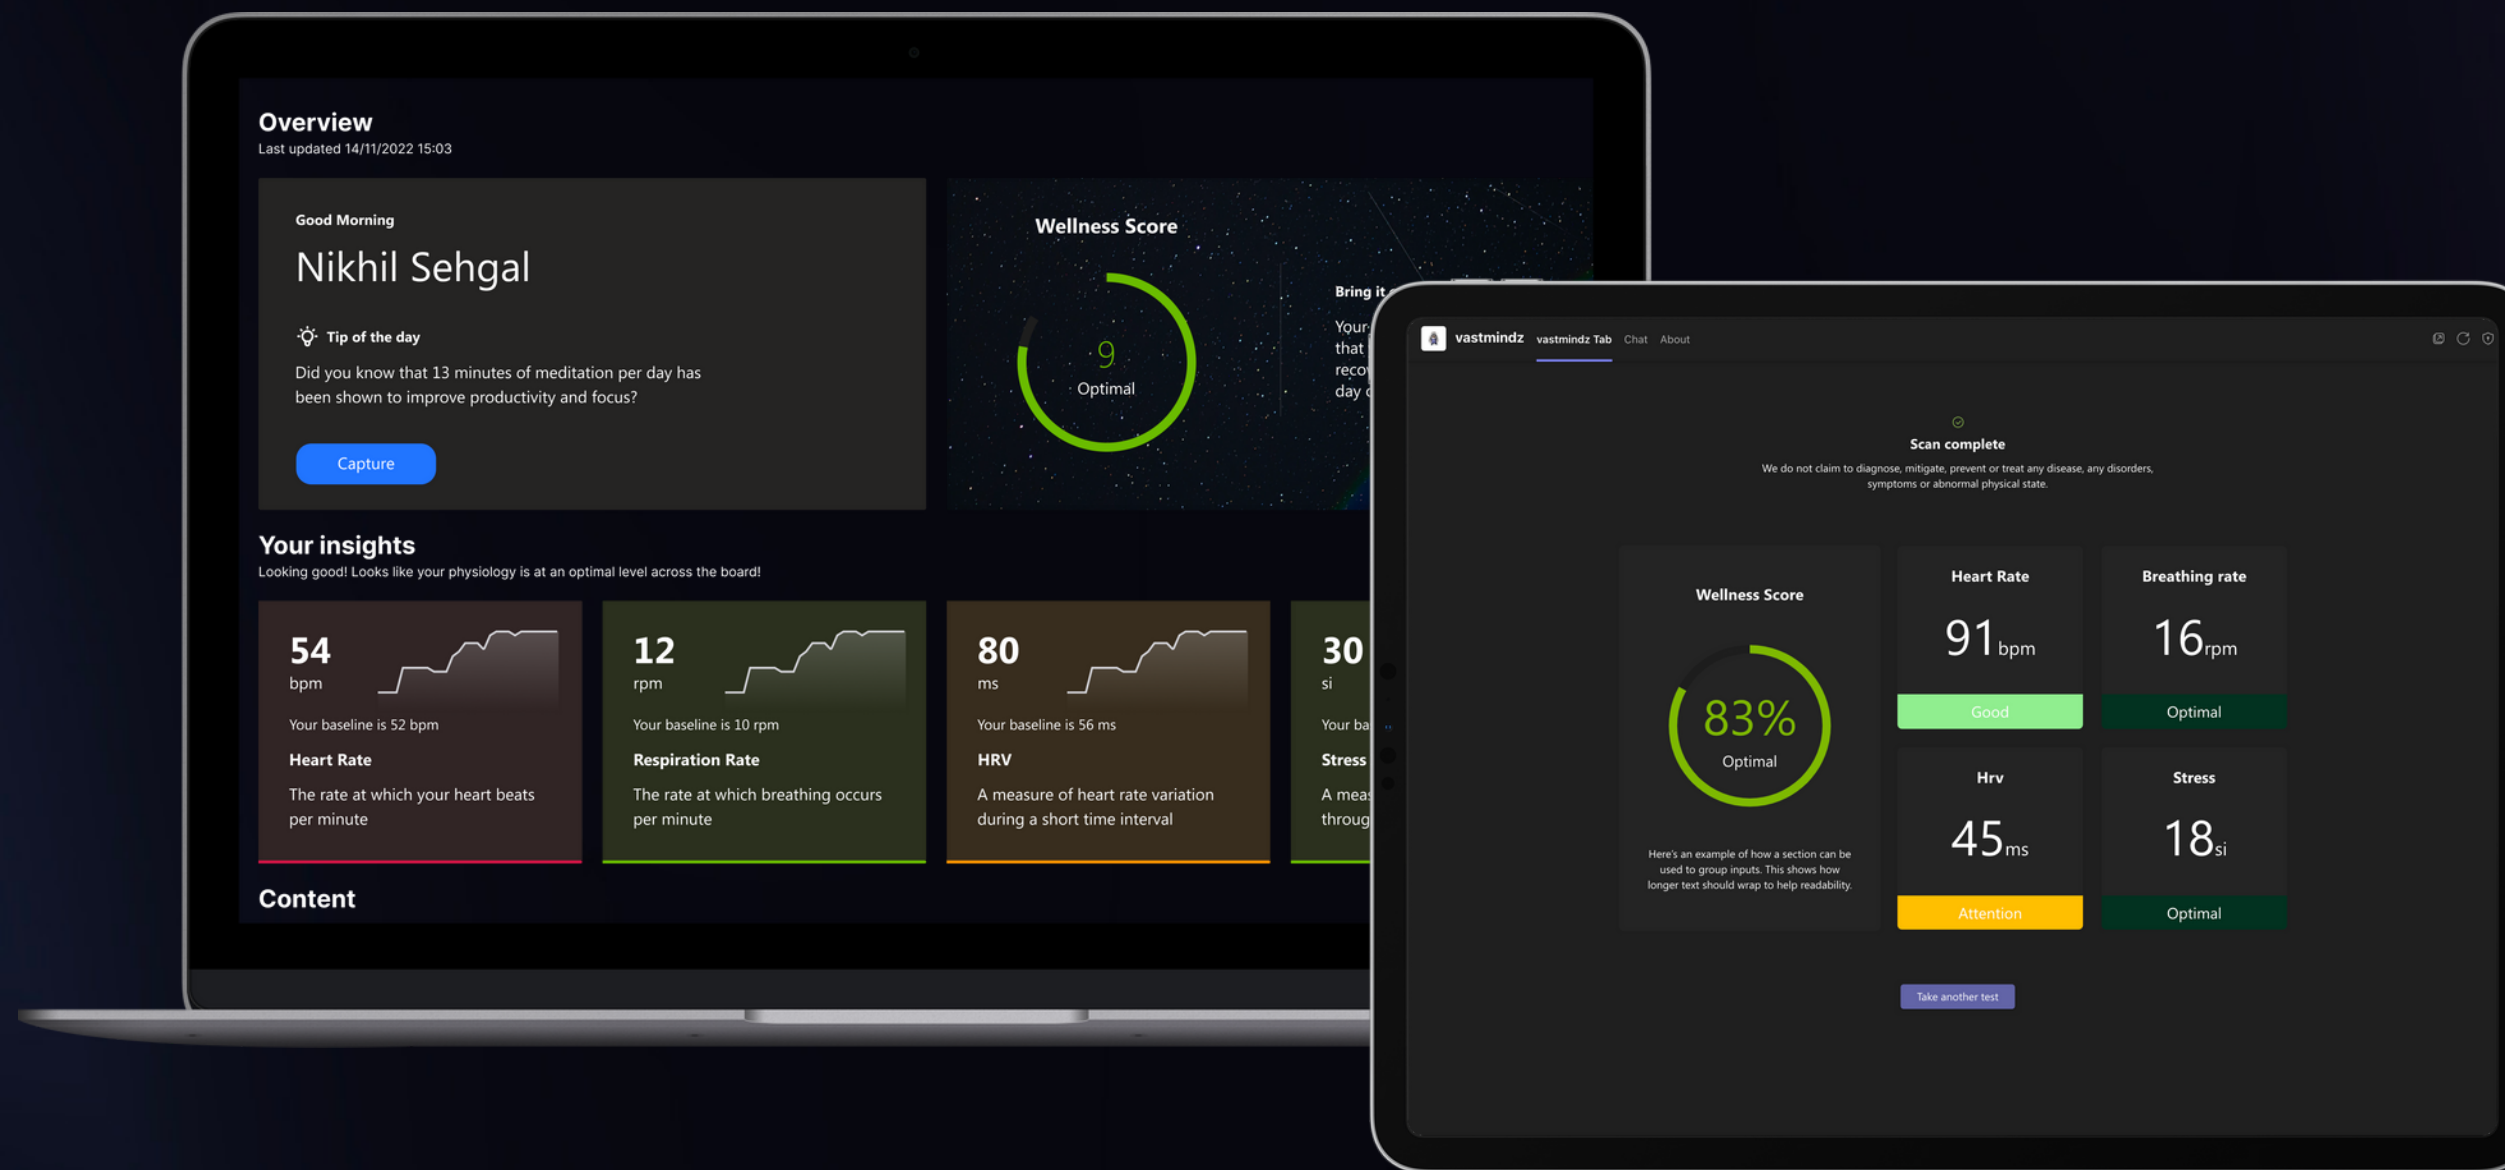 Overview
Last updated 14/11/2022 15:03
Good Morning
Nikhil Sehgal
Tip of the day
Did you know that 13 minutes of meditation per day has
been shown to improve productivity and focus?
Capture
Wellness Score
9
Optimal
Bring it
Your
that
day
Your insights
Looking good! Looks like your physiology is at an optimal level across the board!
54
bpm
Your baseline is 52 bpm
Heart Rate
The rate at which your heart beats
per minute
12
rpm
Your baseline is 10 rpm
Respiration Rate
The rate at which breathing occurs
per minute
80
ms
Your baseline is 56 ms
HRV
A measure of heart rate variation
during a short time interval
30
si
Your
Stress
A
Content
vastmindz vastmindz Tab Chat About
Scan complete
We do not claim to diagnose, mitigate, prevent or treat any disease, any disorders,
symptoms or abnormal physical state.
Wellness Score
83%
Optimal
Here's an example of how a section can be
used to group inputs. This shows how
longer text should wrap to help readability.
Heart Rate
91 bpm
Good
Breathing rate
16 rpm
Optimal
Hrv
45 ms
Attention
Stress
18 si
Optimal
Take another test